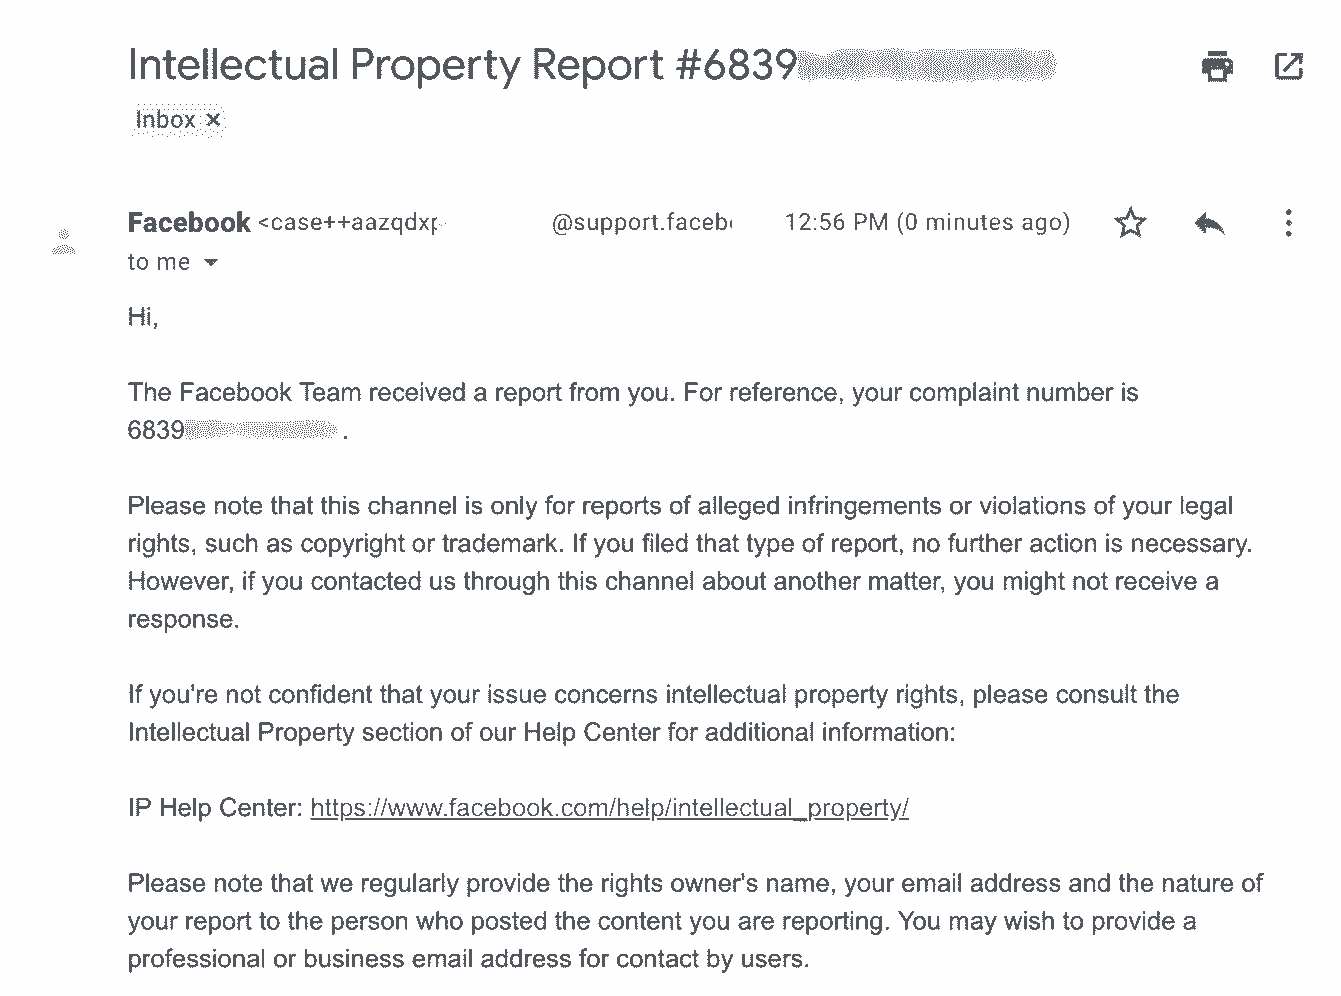 Intellectual Property Report #6839
Inbox ×
Facebook <case++aazqdxp @support.faceb 12:56 PM (0 minutes ago)
to me
Hi,
The Facebook Team received a report from you. For reference, your complaint number is
6839 .
Please note that this channel is only for reports of alleged infringements or violations of your legal
rights, such as copyright or trademark. If you filed that type of report, no further action is necessary.
However, if you contacted us through this channel about another matter, you might not receive a
response.
If you're not confident that your issue concerns intellectual property rights, please consult the
Intellectual Property section of our Help Center for additional information:
IP Help Center: https://www.facebook.com/help/intellectual_property/
Please note that we regularly provide the rights owner's name, your email address and the nature of
your report to the person who posted the content you are reporting. You may wish to provide a
professional or business email address for contact by users.